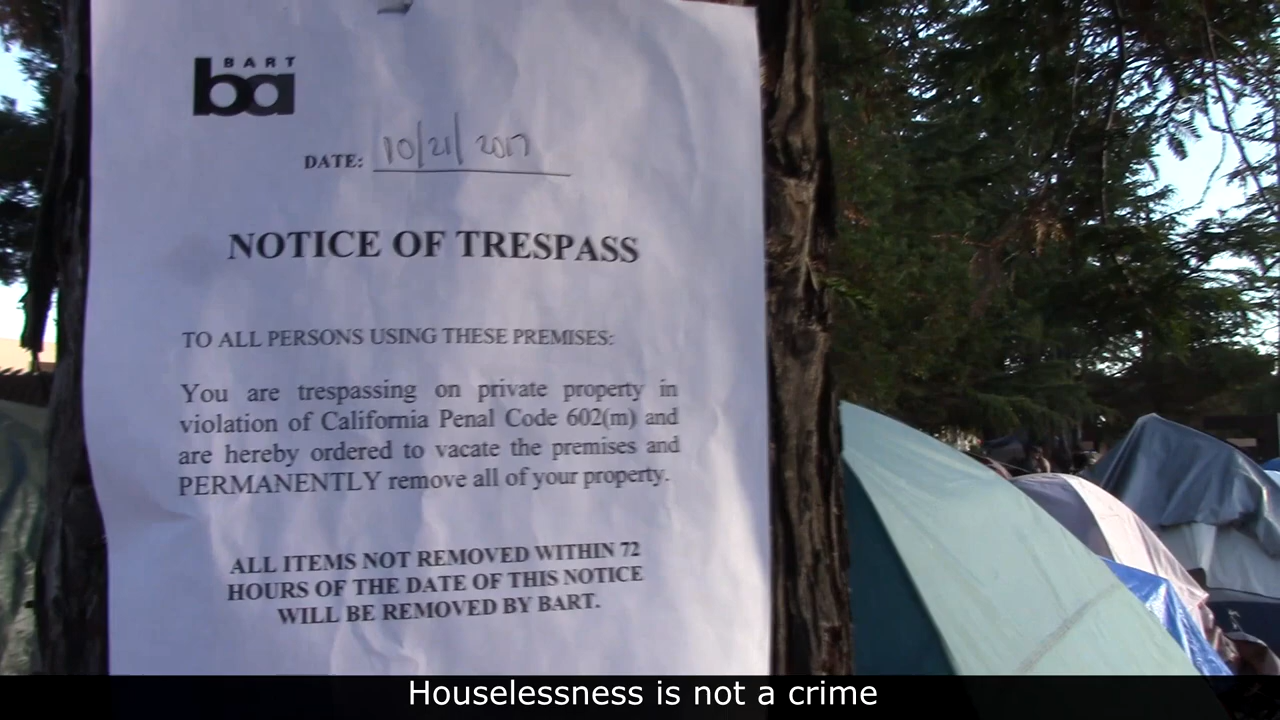 BART
ba
DATE: 10/21/2017
NOTICE OF TRESPASS
TO ALL PERSONS USING THESE PREMISES:
You are trespassing on private property in
violation of California Penal Code 602(m) and
are hereby ordered to vacate the premises and
PERMANENTLY remove all of your property.
ALL ITEMS NOT REMOVED WITHIN 72
HOURS OF THE DATE OF THIS NOTICE
WILL BE REMOVED BY BART.
Houselessness is not a crime